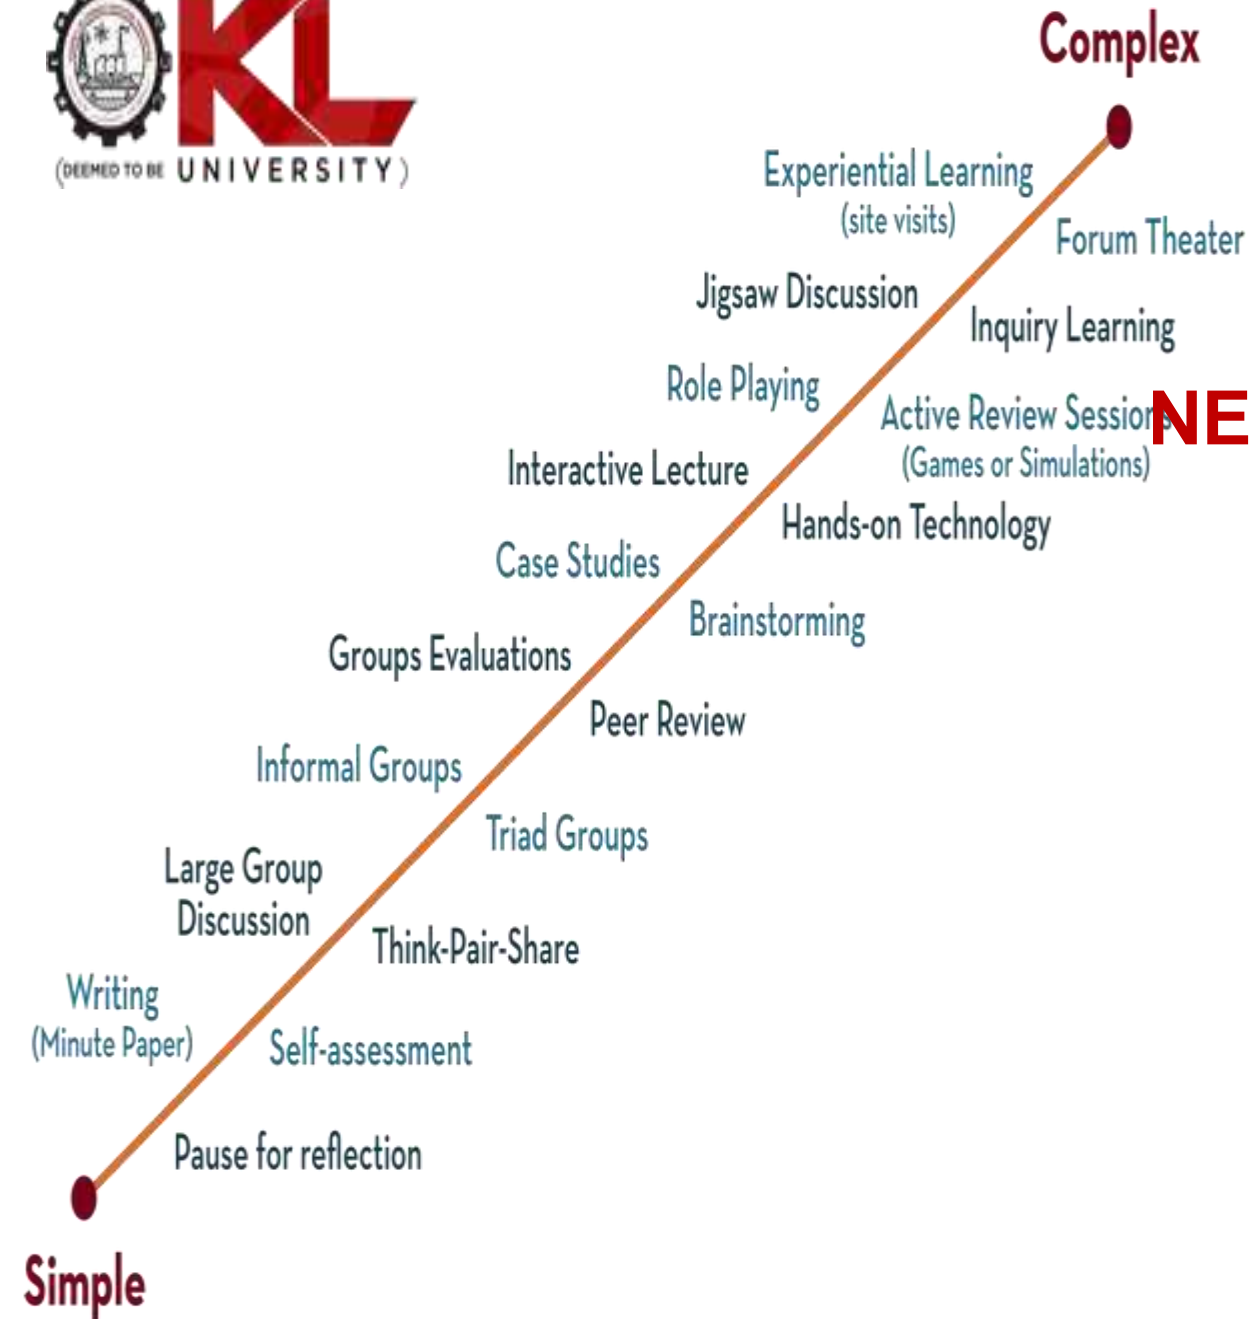 KL
(DEEMED TO BE UNIVERSITY)
Complex
Experiential Learning
(site visits)
Forum Theater
Jigsaw Discussion
Inquiry Learning
Role Playing
Active Review Sessions
NE
(Games or Simulations)
Interactive Lecture
Hands-on Technology
Case Studies
Brainstorming
Groups Evaluations
Peer Review
Informal Groups
Triad Groups
Large Group
Discussion
Think-Pair-Share
Writing
(Minute Paper)
Self-assessment
Pause for reflection
Simple